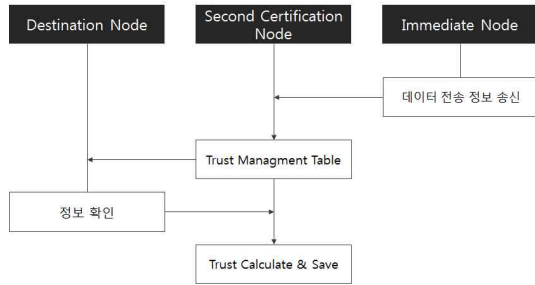 Destination Node
Second Certification
Node
Immediate Node
데이터 전송 정보 송신
Trust Managment Table
정보 확인
Trust Calculate & Save